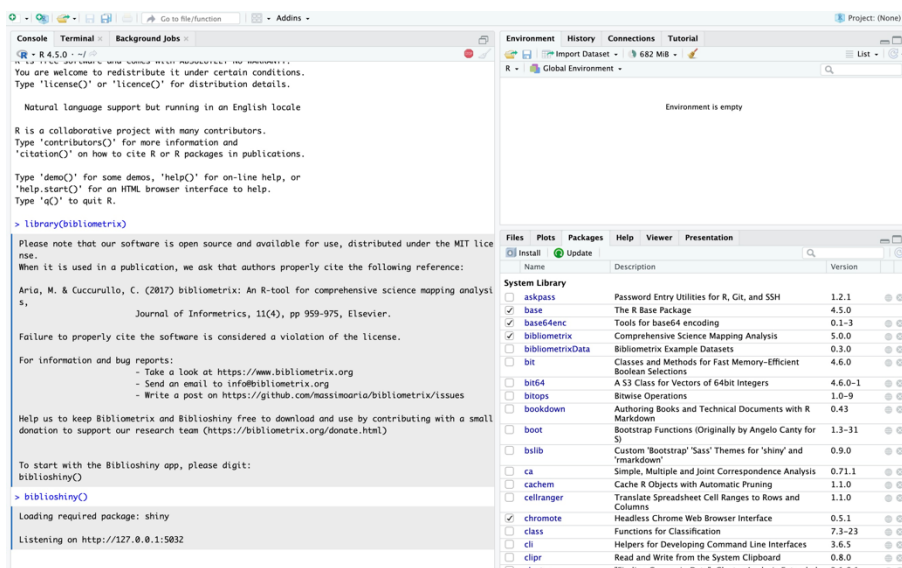 Go to file/function
Addins
Project: (None)
Console Terminal Background Jobs
R 4.5.0 · ~/
You are welcome to redistribute it under certain conditions.
Type 'license()' or 'licence()' for distribution details.
Natural language support but running in an English locale
R is a collaborative project with many contributors.
Type 'contributors()' for more information and
'citation()' on how to cite R or R packages in publications.
Type 'demo()' for some demos, 'help()' for on-line help, or
'help.start()' for an HTML browser interface to help.
Type 'q()' to quit R.
> library(bibliometrix)
Please note that our software is open source and available for use, distributed under the MIT lice
nse.
When it is used in a publication, we ask that authors properly cite the following reference:
Aria, M. & Cuccurullo, C. (2017) bibliometrix: An R-tool for comprehensive science mapping analysi
s,
Journal of Informetrics, 11(4), pp 959-975, Elsevier.
Failure to properly cite the software is considered a violation of the license.
For information and bug reports:
- Take a look at https://www.bibliometrix.org
- Send an email to info@bibliometrix.org
- Write a post on https://github.com/massimoaria/bibliometrix/issues
Help us to keep Bibliometrix and Biblioshiny free to download and use by contributing with a small
donation to support our research team (https://bibliometrix.org/donate.html)
To start with the Biblioshiny app, please digit:
biblioshiny()
> biblioshiny()
Loading required package: shiny
Listening on http://127.0.0.1:5032
Environment History Connections Tutorial
Import Dataset 682 MiB List
R Global Environment
Environment is empty
Files Plots Packages Help Viewer Presentation
Install Update
Name Description Version
System Library
askpass Password Entry Utilities for R, Git, and SSH 1.2.1
base The R Base Package 4.5.0
base64enc Tools for base64 encoding 0.1-3
bibliometrix Comprehensive Science Mapping Analysis 5.0.0
bibliometrixData Bibliometrix Example Datasets 0.3.0
bit Classes and Methods for Fast Memory-Efficient 4.6.0
Boolean Selections
bit64 A S3 Class for Vectors of 64bit Integers 4.6.0-1
bitops Bitwise Operations 1.0-9
bookdown Authoring Books and Technical Documents with R 0.43
Markdown
boot Bootstrap Functions (Originally by Angelo Canty for 1.3-31
S)
bslib Custom 'Bootstrap' 'Sass' Themes for 'shiny' and 0.9.0
'rmarkdown'
ca Simple, Multiple and Joint Correspondence Analysis 0.71.1
cachem Cache R Objects with Automatic Pruning 1.1.0
cellranger Translate Spreadsheet Cell Ranges to Rows and 1.1.0
Columns
chromote Headless Chrome Web Browser Interface 0.5.1
class Functions for Classification 7.3-23
cli Helpers for Developing Command Line Interfaces 3.6.5
clipr Read and Write from the System Clipboard 0.8.0